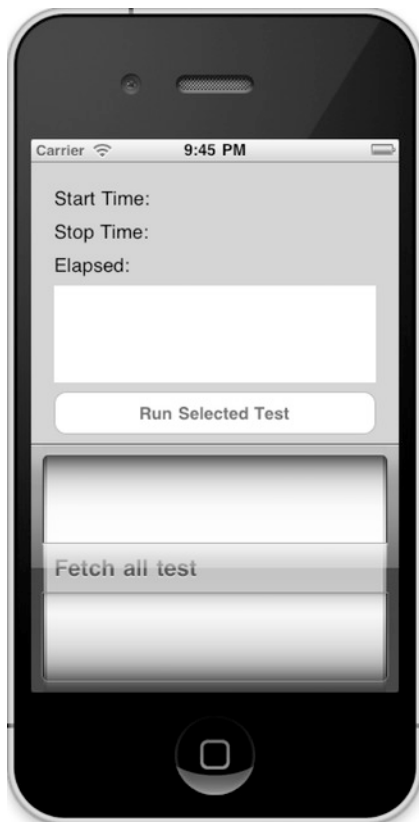 Carrier 9:45 PM
Start Time:
Stop Time:
Elapsed:
Run Selected Test
Fetch all test